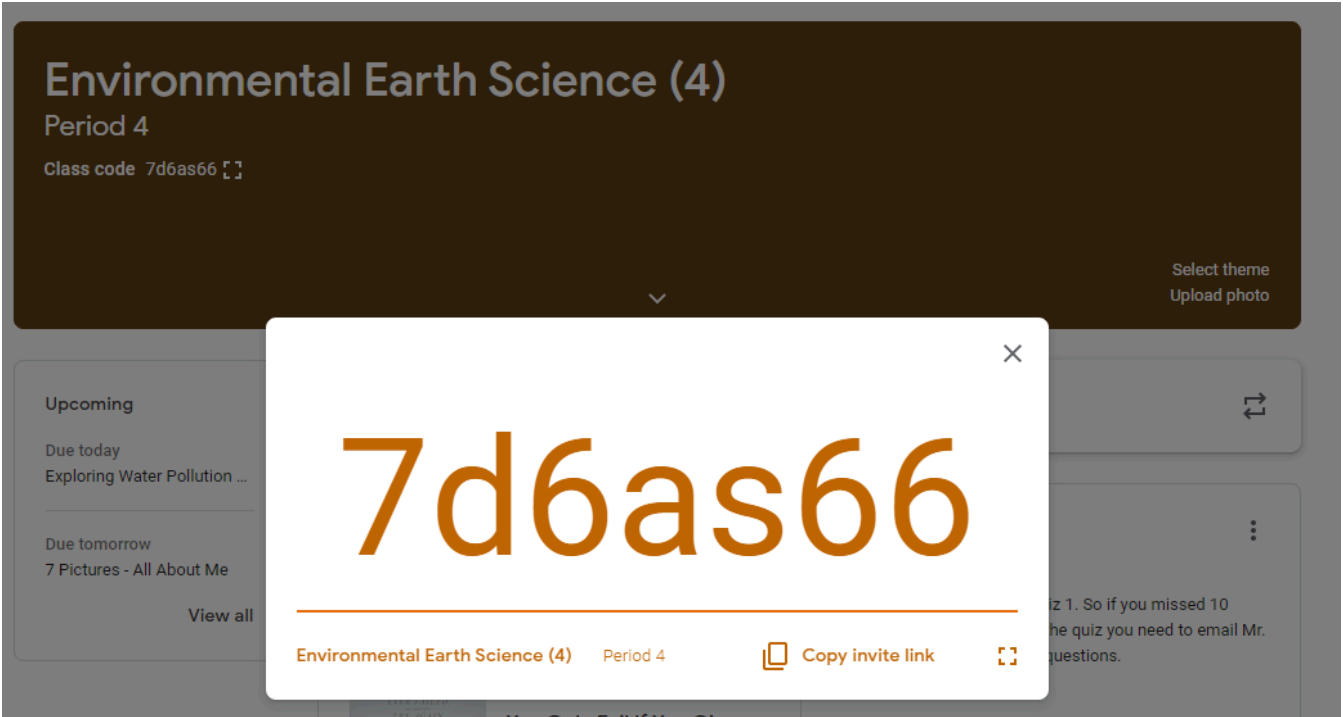 Environmental Earth Science (4)
Period 4
Class code 7d6as66
Select theme
Upload photo
Upcoming
Due today
Exploring Water Pollution ...
Due tomorrow
7 Pictures - All About Me
View all
7d6as66
Environmental Earth Science (4) Period 4 Copy invite link
iz 1. So if you missed 10
he quiz you need to email Mr.
questions.